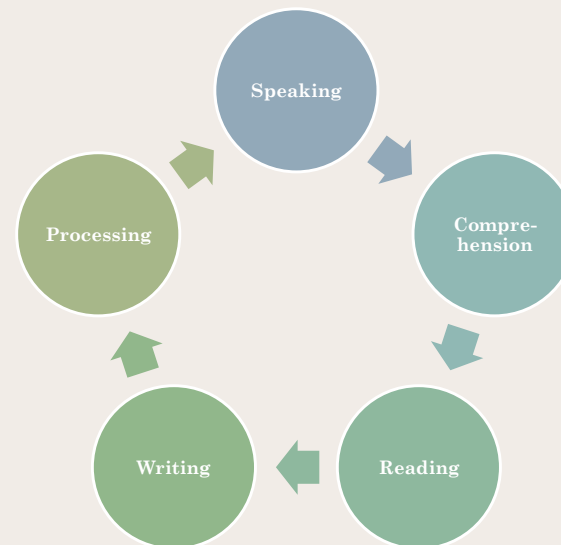 Speaking
Compre-
hension
Reading
Writing
Processing